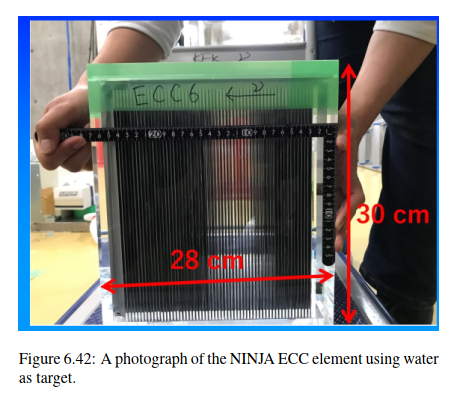 ECC6
30 cm
28 cm
Figure 6.42: A photograph of the NINJA ECC element using water
as target.